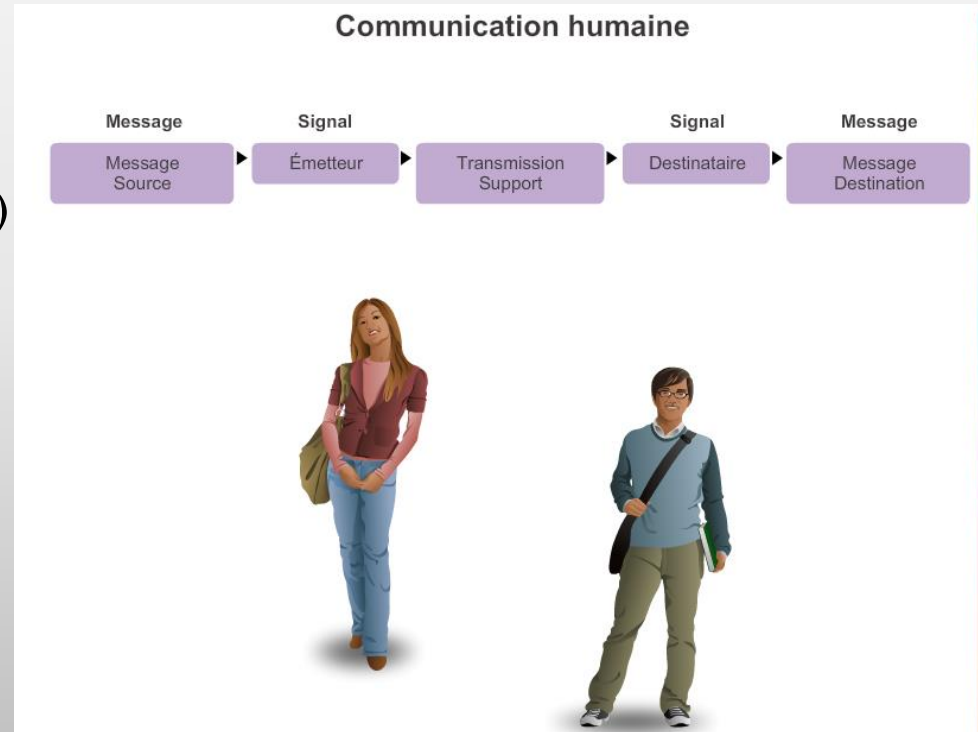 Communication humaine
Message Signal Signal Message
Message Émetteur Transmission Destinataire Message
Source Support Destination
)